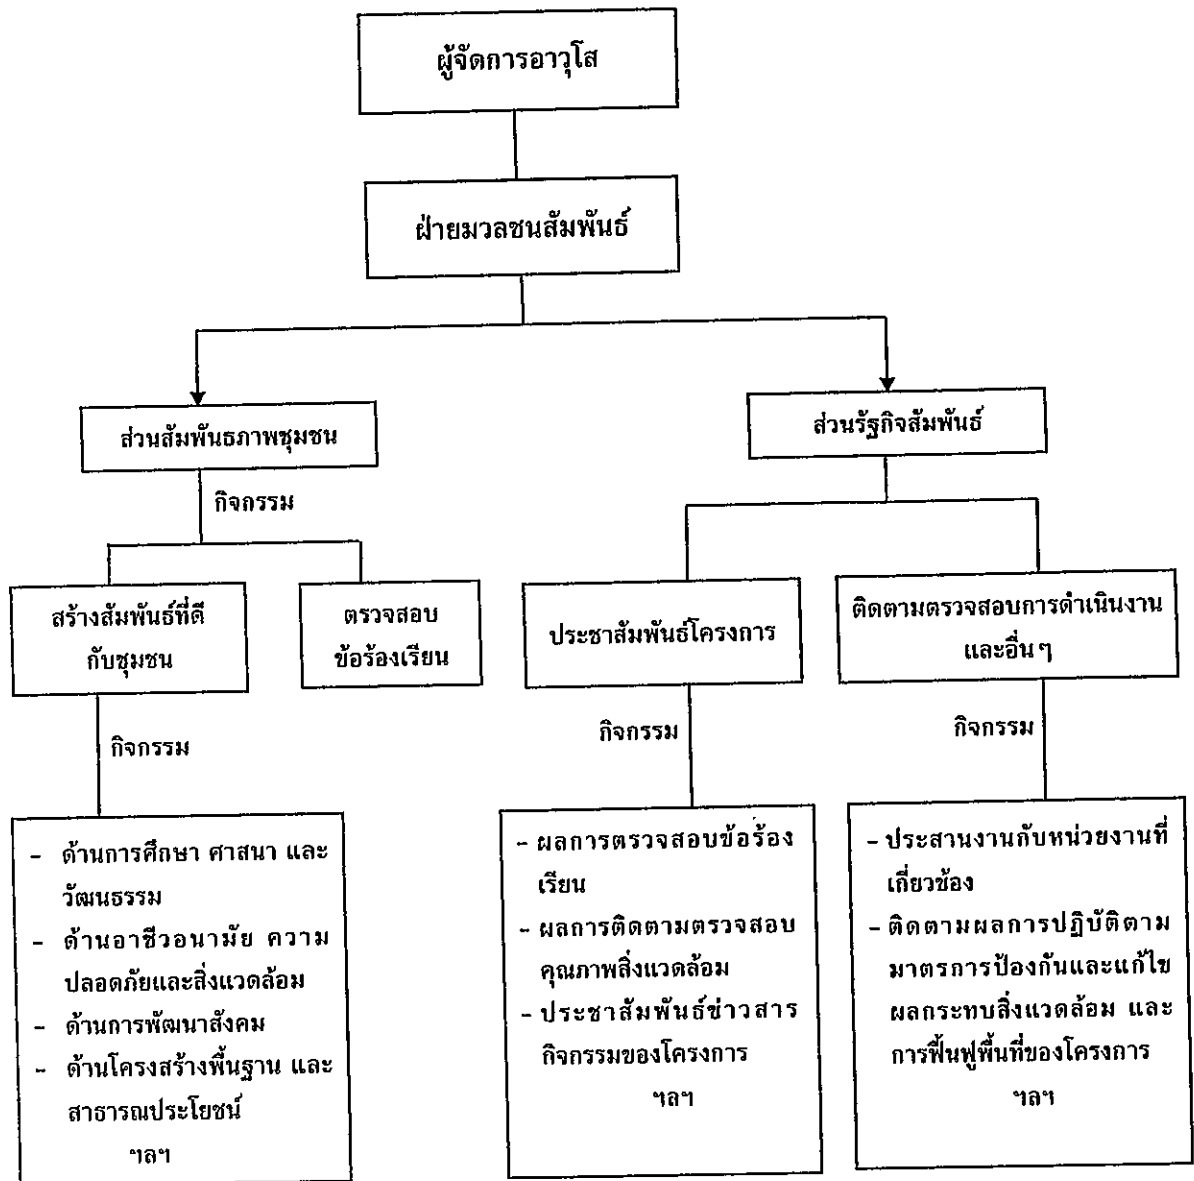 ผู้จัดการอาวุโส
ฝ่ายมวลชนสัมพันธ์
ส่วนสัมพันธภาพชุมชน
ส่วนรัฐกิจสัมพันธ์
กิจกรรม
สร้างสัมพันธ์ที่ดี
กับชุมชน
ตรวจสอบ
ข้อร้องเรียน
ประชาสัมพันธ์โครงการ
ติดตามตรวจสอบการดำเนินงาน
และอื่นๆ
กิจกรรม
กิจกรรม
กิจกรรม
- ด้านการศึกษา ศาสนา และ
วัฒนธรรม
- ด้านอาชีวอนามัย ความ
ปลอดภัยและสิ่งแวดล้อม
- ด้านการพัฒนาสังคม
- ด้านโครงสร้างพื้นฐาน และ
สาธารณประโยชน์
ฯลฯ
- ผลการตรวจสอบข้อร้อง
เรียน
- ผลการติดตามตรวจสอบ
คุณภาพสิ่งแวดล้อม
- ประชาสัมพันธ์ข่าวสาร
กิจกรรมของโครงการ
ฯลฯ
- ประสานงานกับหน่วยงานที่
เกี่ยวข้อง
- ติดตามผลการปฏิบัติตาม
มาตรการป้องกันและแก้ไข
ผลกระทบสิ่งแวดล้อม และ
การฟื้นฟูพื้นที่ของโครงการ
ฯลฯ